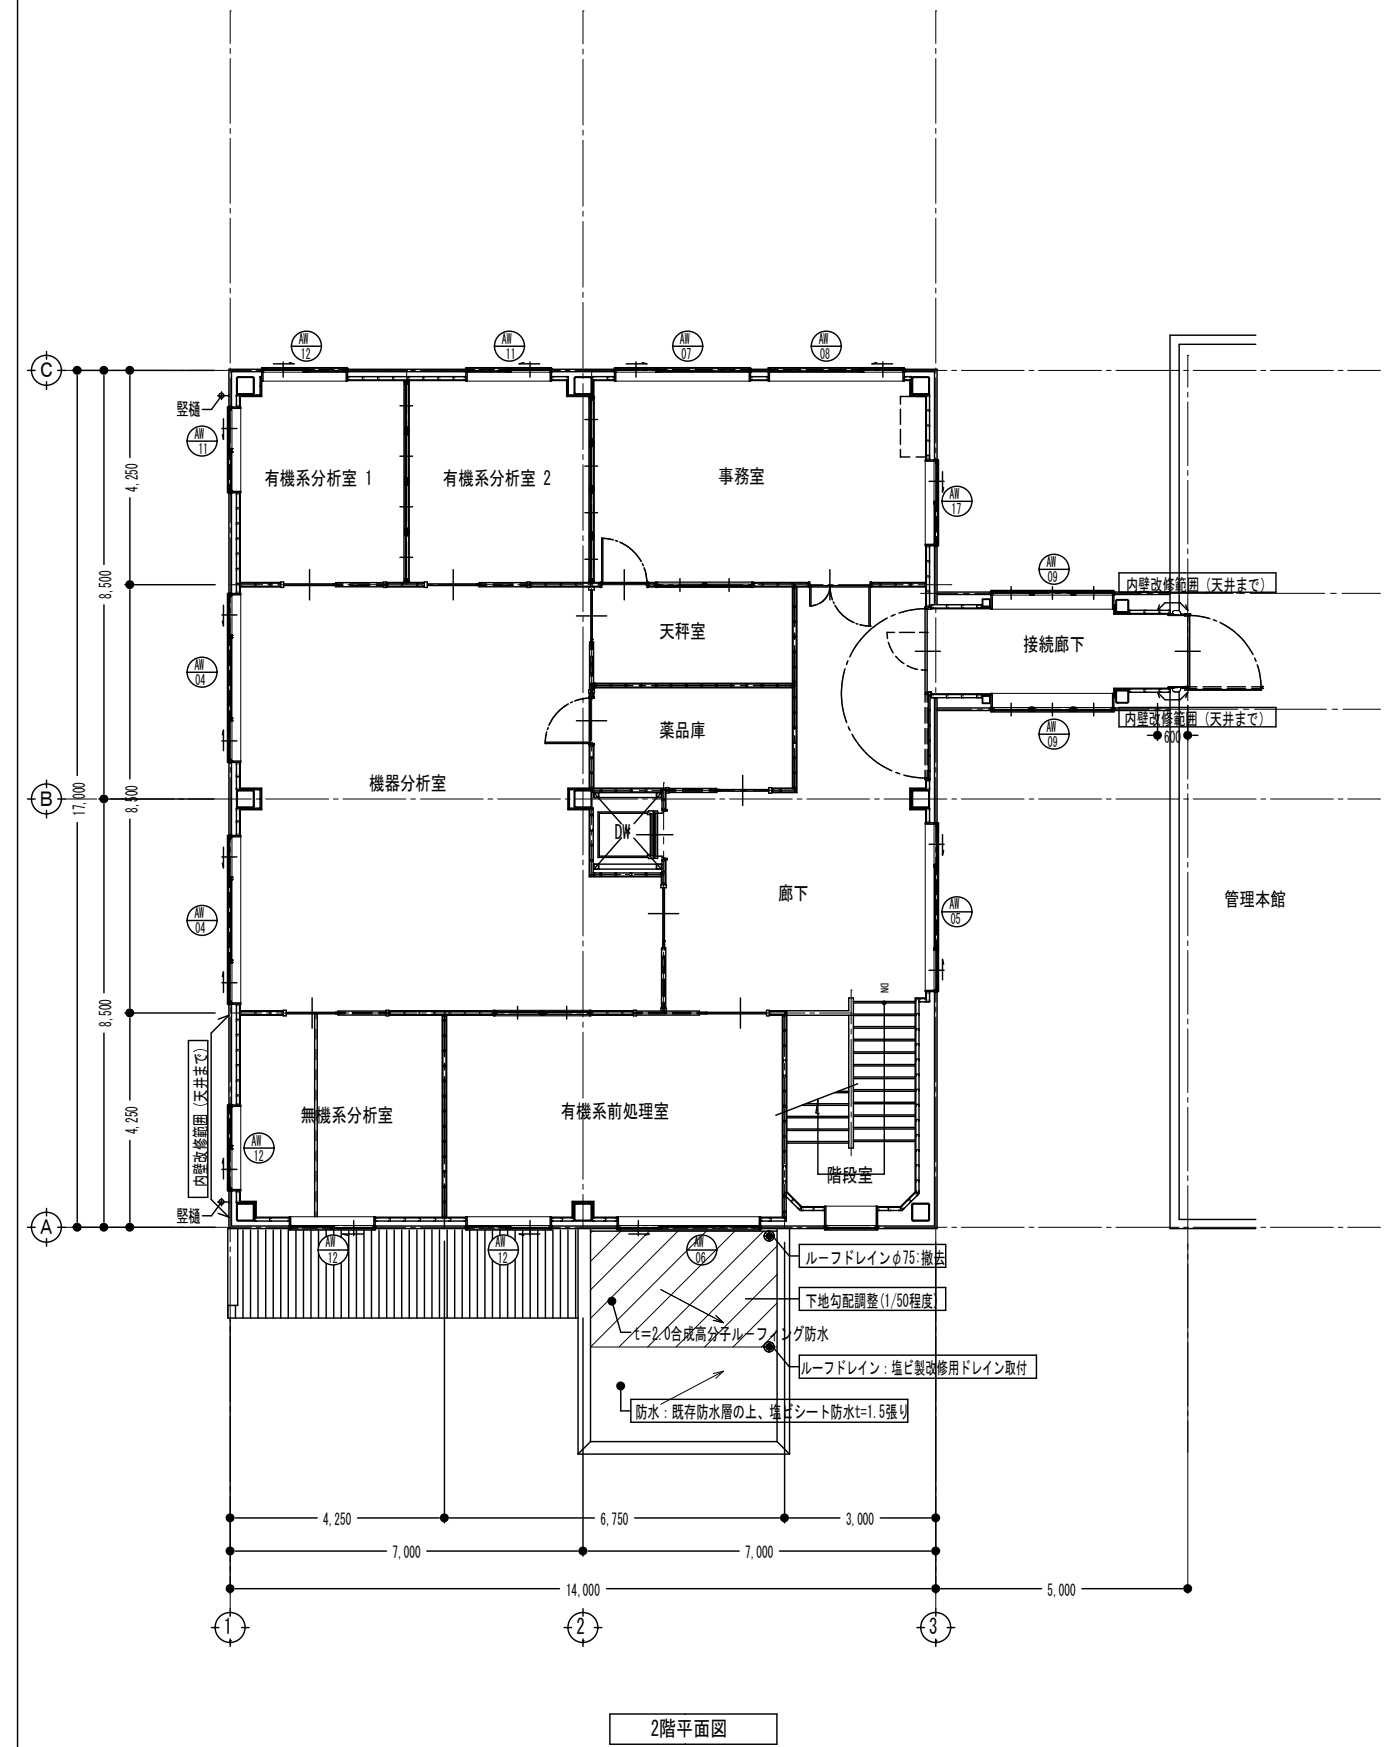 AW 12
AW 11
AW 07
AW 08
C
竪樋
AW 11
有機系分析室 1
有機系分析室 2
事務室
AW 17
4,250
8,500
AW 09
内壁改修範囲（天井まで）
天秤室
接続廊下
AW 04
内壁改修範囲（天井まで）
薬品庫
AW 09
600
機器分析室
B
17,000
8,500
DW
廊下
管理本館
AW 04
AW 05
DN
8,500
内壁改修範囲（天井まで）
4,250
無機系分析室
有機系前処理室
AW 12
階段室
竪樋
A
AW 12
AW 12
AW 06
ルーフドレインφ75:撤去
下地勾配調整(1/50程度)
t=2.0合成高分子ルーフィング防水
ルーフドレイン：塩ビ製改修用ドレイン取付
防水：既存防水層の上、塩ビシート防水t=1.5張り
4,250
6,750
3,000
7,000
7,000
14,000
5,000
1
2
3
2階平面図